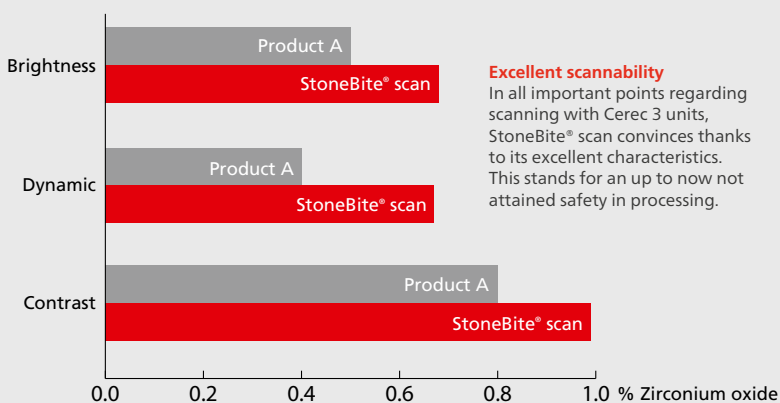 Brightness
Product A
StoneBite® scan
Excellent scannability
In all important points regarding
scanning with Cerec 3 units,
StoneBite® scan convinces thanks
to its excellent characteristics.
This stands for an up to now not
attained safety in processing.
Dynamic
Product A
StoneBite® scan
Contrast
Product A
StoneBite® scan
0.0 0.2 0.4 0.6 0.8 1.0 % Zirconium oxide